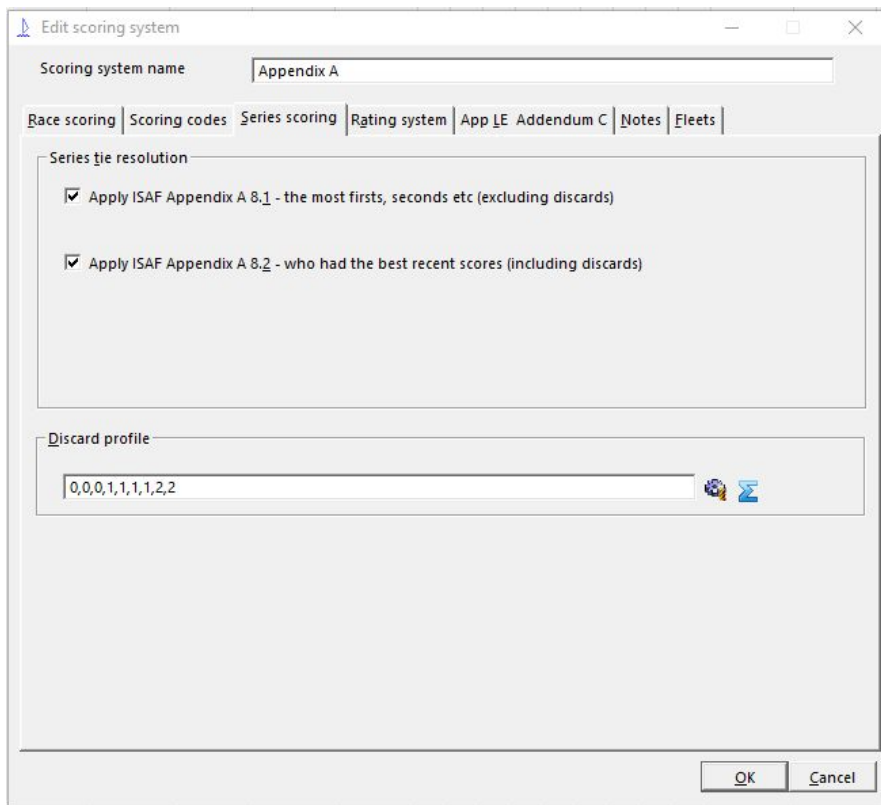 Edit scoring system
Scoring system name
Appendix A
Race scoring Scoring codes Series scoring Rating system App LE Addendum C Notes Fleets
Series tie resolution
Apply ISAF Appendix A 8.1 - the most firsts, seconds etc (excluding discards)
Apply ISAF Appendix A 8.2 - who had the best recent scores (including discards)
Discard profile
0,0,0,1,1,1,1,2,2
OK Cancel